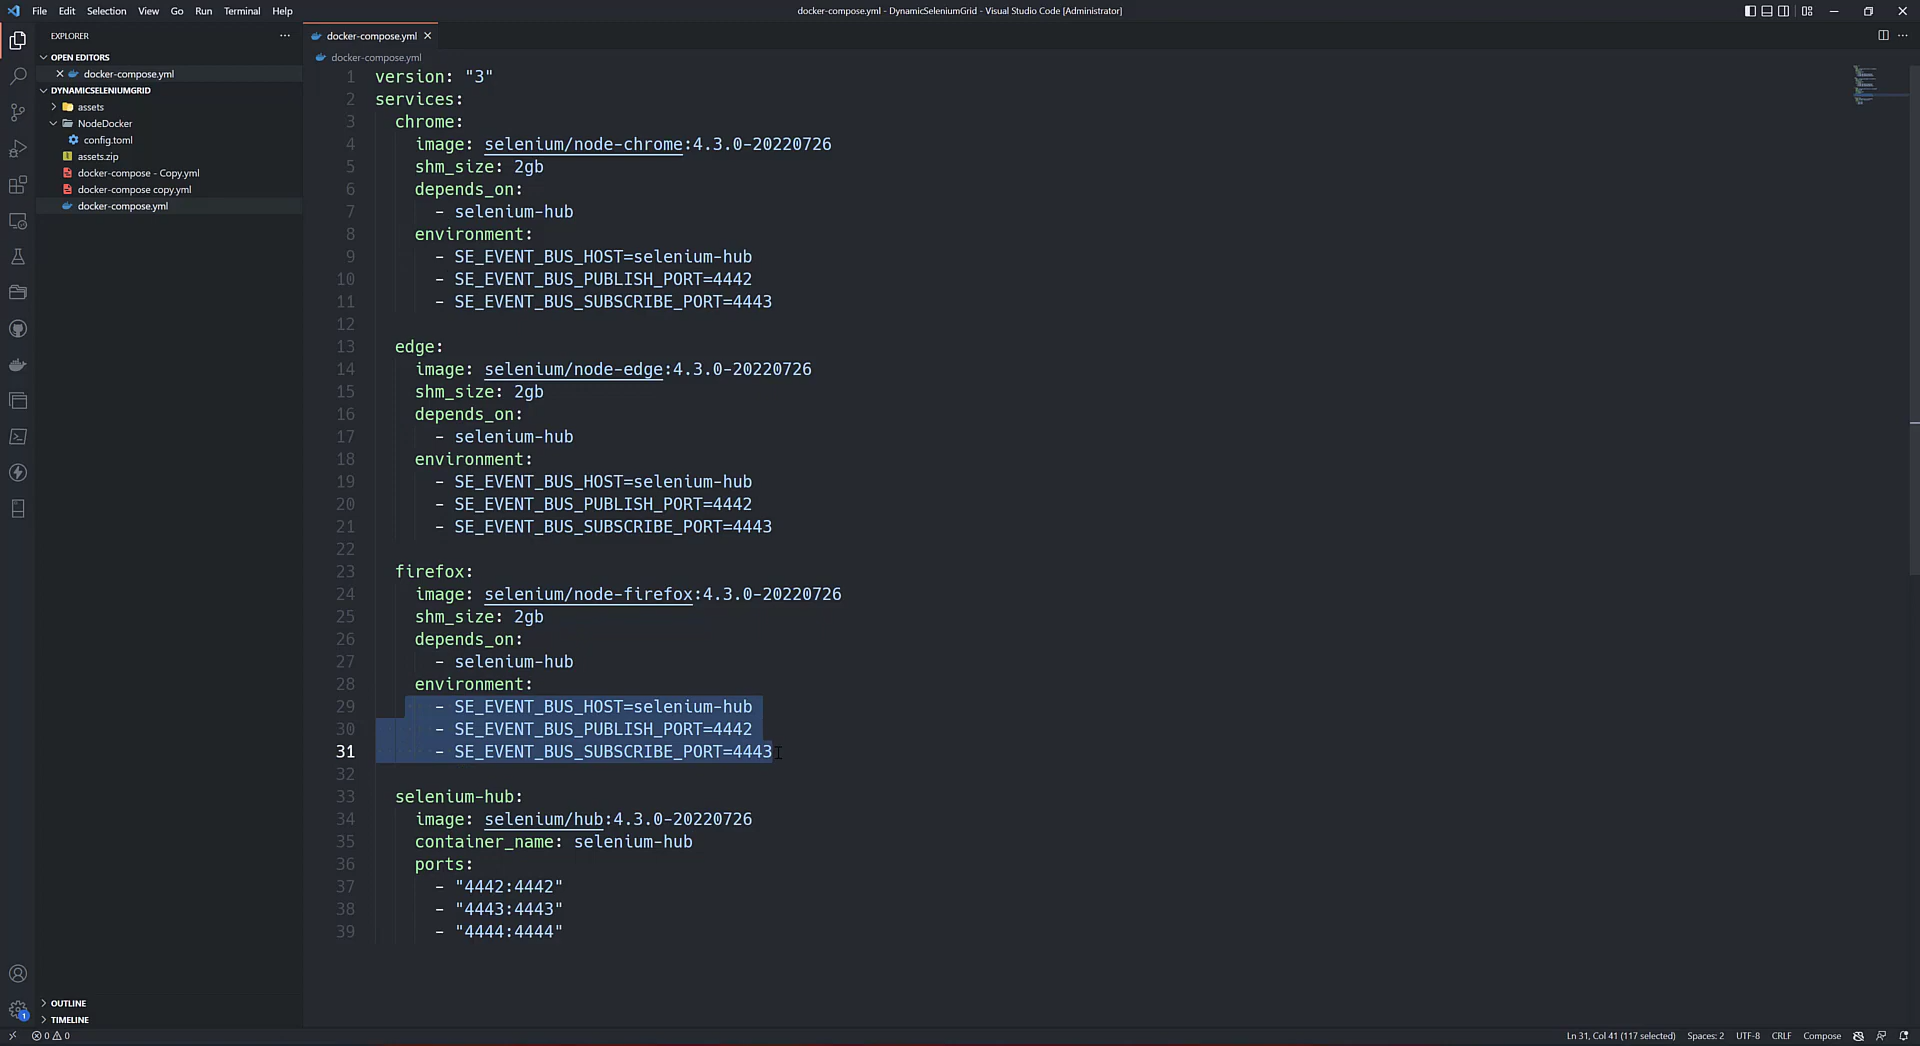 File Edit Selection View Go Run Terminal Help
docker-compose.yml - DynamicSeleniumGrid - Visual Studio Code [Administrator]
EXPLORER
OPEN EDITORS
docker-compose.yml
DYNAMICSELENIUMGRID
assets
NodeDocker
config.toml
assets.zip
docker-compose - Copy.yml
docker-compose copy.yml
docker-compose.yml
OUTLINE
TIMELINE
docker-compose.yml
docker-compose.yml
1 version: "3"
2 services:
3   chrome:
4     image: selenium/node-chrome:4.3.0-20220726
5     shm_size: 2gb
6     depends_on:
7       - selenium-hub
8     environment:
9       - SE_EVENT_BUS_HOST=selenium-hub
10       - SE_EVENT_BUS_PUBLISH_PORT=4442
11       - SE_EVENT_BUS_SUBSCRIBE_PORT=4443
12
13   edge:
14     image: selenium/node-edge:4.3.0-20220726
15     shm_size: 2gb
16     depends_on:
17       - selenium-hub
18     environment:
19       - SE_EVENT_BUS_HOST=selenium-hub
20       - SE_EVENT_BUS_PUBLISH_PORT=4442
21       - SE_EVENT_BUS_SUBSCRIBE_PORT=4443
22
23   firefox:
24     image: selenium/node-firefox:4.3.0-20220726
25     shm_size: 2gb
26     depends_on:
27       - selenium-hub
28     environment:
29       - SE_EVENT_BUS_HOST=selenium-hub
30       - SE_EVENT_BUS_PUBLISH_PORT=4442
31       - SE_EVENT_BUS_SUBSCRIBE_PORT=4443
32
33   selenium-hub:
34     image: selenium/hub:4.3.0-20220726
35     container_name: selenium-hub
36     ports:
37       - "4442:4442"
38       - "4443:4443"
39       - "4444:4444"
1
0 0 Ln 31, Col 41 (117 selected) Spaces: 2 UTF-8 CRLF Compose